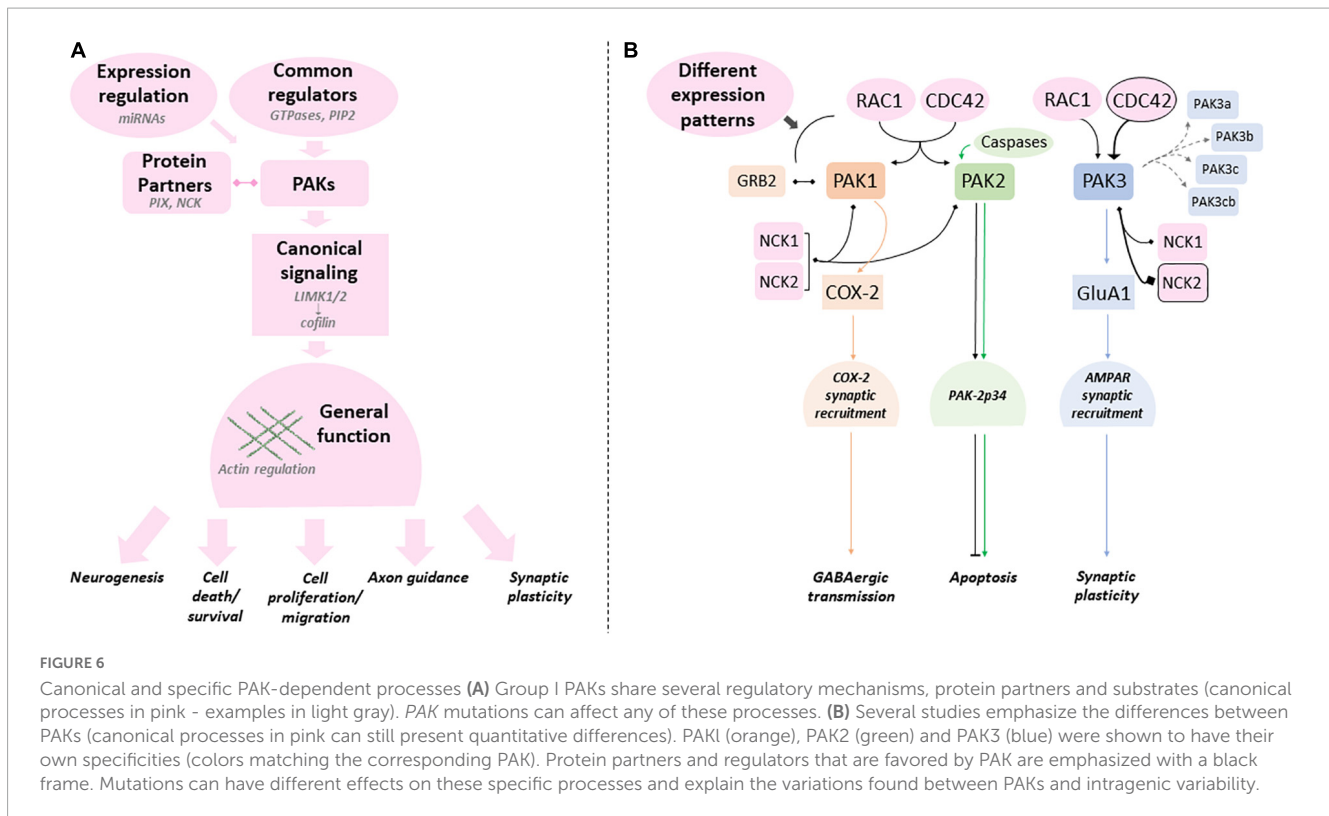 A
Expression
regulation
miRNAs
Common
regulators
GTPases, PIP2
Protein
Partners
PIX, NCK
PAKs
Canonical
signaling
LIMK1/2
↓
cofilin
General
function
Actin regulation
Neurogenesis
Cell
death/
survival
Cell
proliferation/
migration
Axon guidance
Synaptic
plasticity
B
Different
expression
patterns
RAC1
CDC42
Caspases
GRB2
PAK1
PAK2
NCK1
NCK2
COX-2
COX-2
synaptic
recruitment
PAK-2p34
GABAergic
transmission
Apoptosis
RAC1
CDC42
PAK3
PAK3a
PAK3b
PAK3c
PAK3cb
NCK1
NCK2
GluA1
AMPAR
synaptic
recruitment
Synaptic
plasticity
FIGURE 6
Canonical and specific PAK-dependent processes (A) Group I PAKs share several regulatory mechanisms, protein partners and substrates (canonical
processes in pink - examples in light gray). PAK mutations can affect any of these processes. (B) Several studies emphasize the differences between
PAKs (canonical processes in pink can still present quantitative differences). PAKl (orange), PAK2 (green) and PAK3 (blue) were shown to have their
own specificities (colors matching the corresponding PAK). Protein partners and regulators that are favored by PAK are emphasized with a black
frame. Mutations can have different effects on these specific processes and explain the variations found between PAKs and intragenic variability.